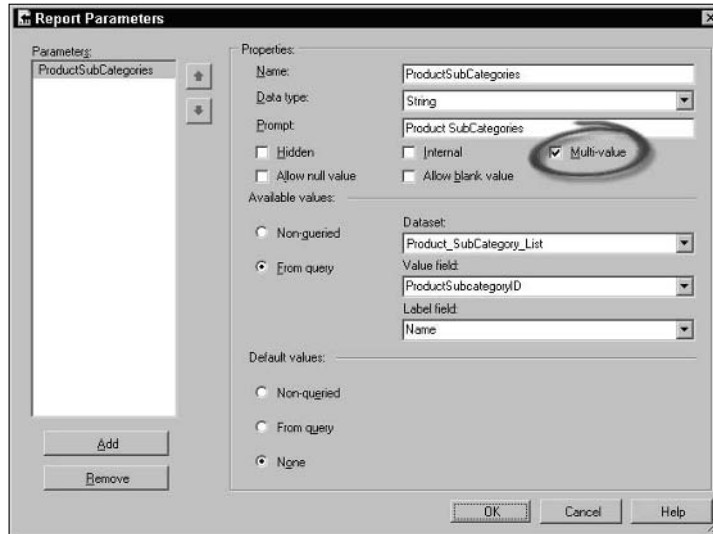 Report Parameters
Parameters:
ProductSubCategories
Properties:
Name:
ProductSubCategories
Data type:
String
Prompt:
Product SubCategories
Hidden
Internal
Multi-value
Allow null value
Allow blank value
Available values:
Non-queried
From query
Dataset:
Product_SubCategory_List
Value field:
ProductSubcategoryID
Label field:
Name
Default values:
Non-queried
From query
None
Add
Remove
OK
Cancel
Help